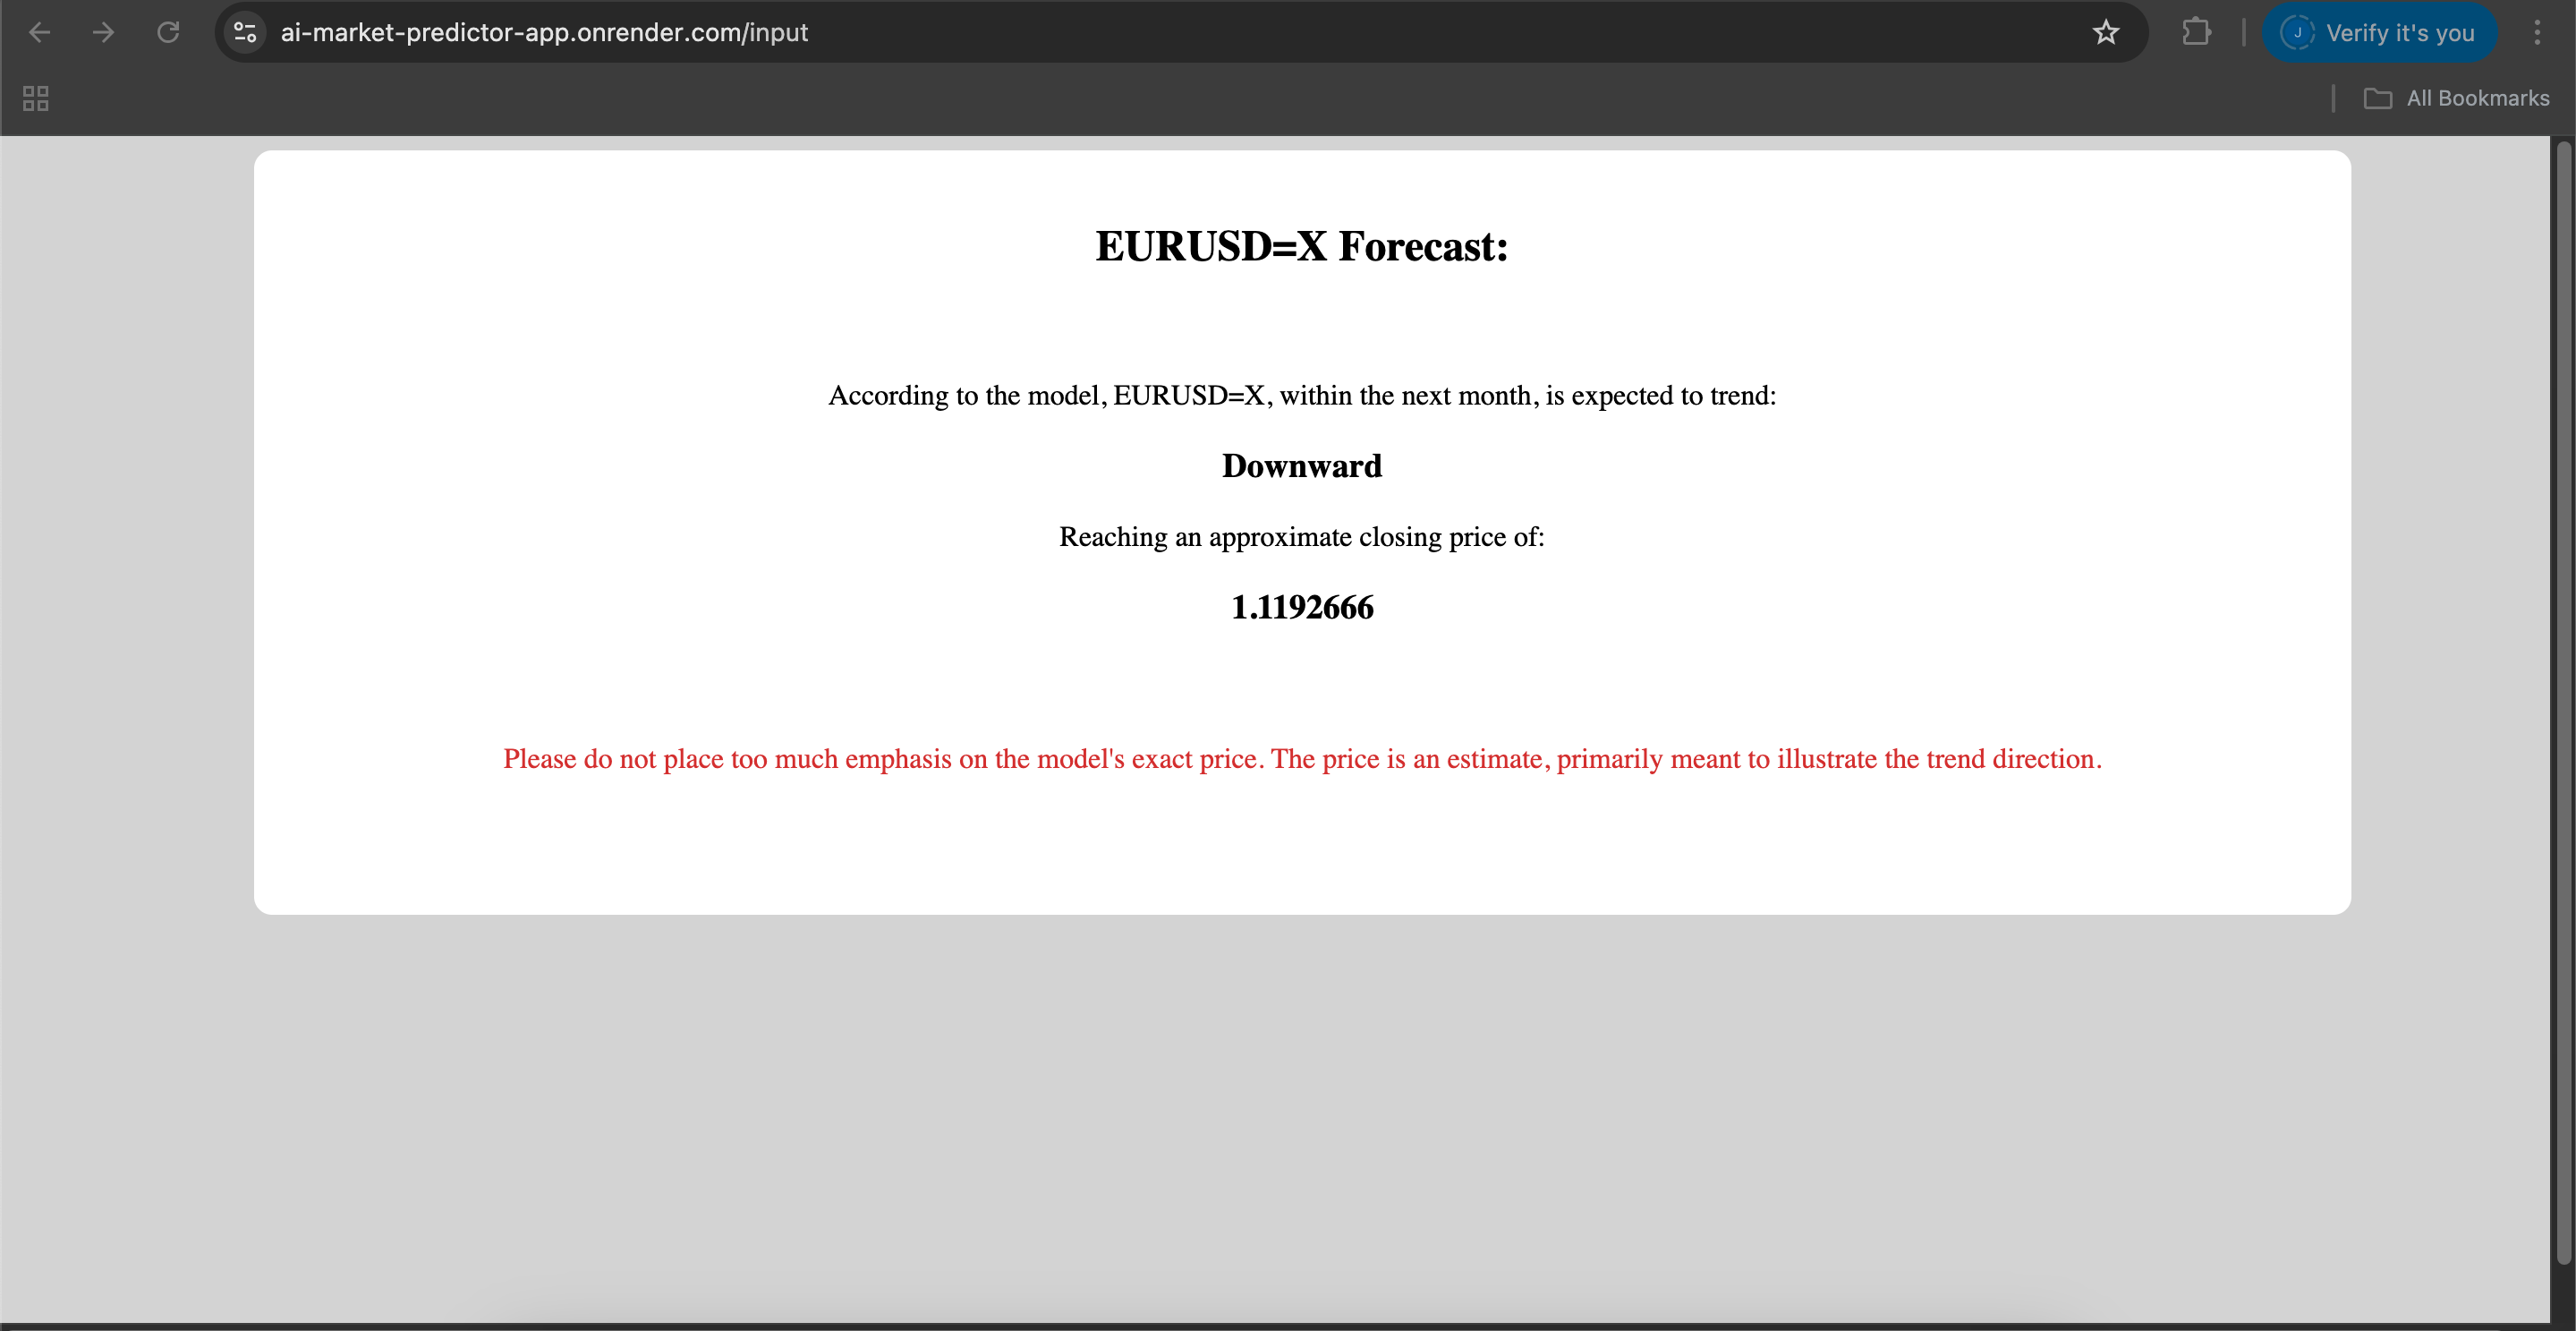 ai-market-predictor-app.onrender.com/input
J
Verify it's you
All Bookmarks
EURUSD=X Forecast:
According to the model, EURUSD=X, within the next month, is expected to trend:
Downward
Reaching an approximate closing price of:
1.1192666
Please do not place too much emphasis on the model's exact price. The price is an estimate, primarily meant to illustrate the trend direction.